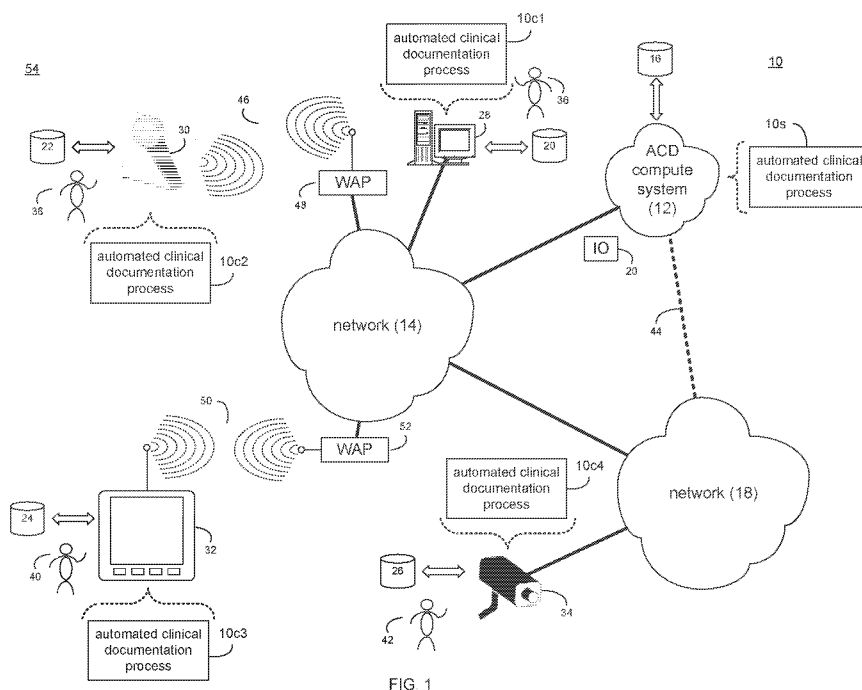 54
10
10c1
automated clinical
documentation
process
36
28
20
16
ACD
compute
system
(12)
10s
automated clinical
documentation
process
IO
20
46
30
22
36
48
WAP
automated clinical
documentation
process
10c2
network (14)
44
50
52
WAP
24
32
40
automated clinical
documentation
process
10c3
automated clinical
documentation
process
10c4
26
34
42
network (18)
FIG. 1